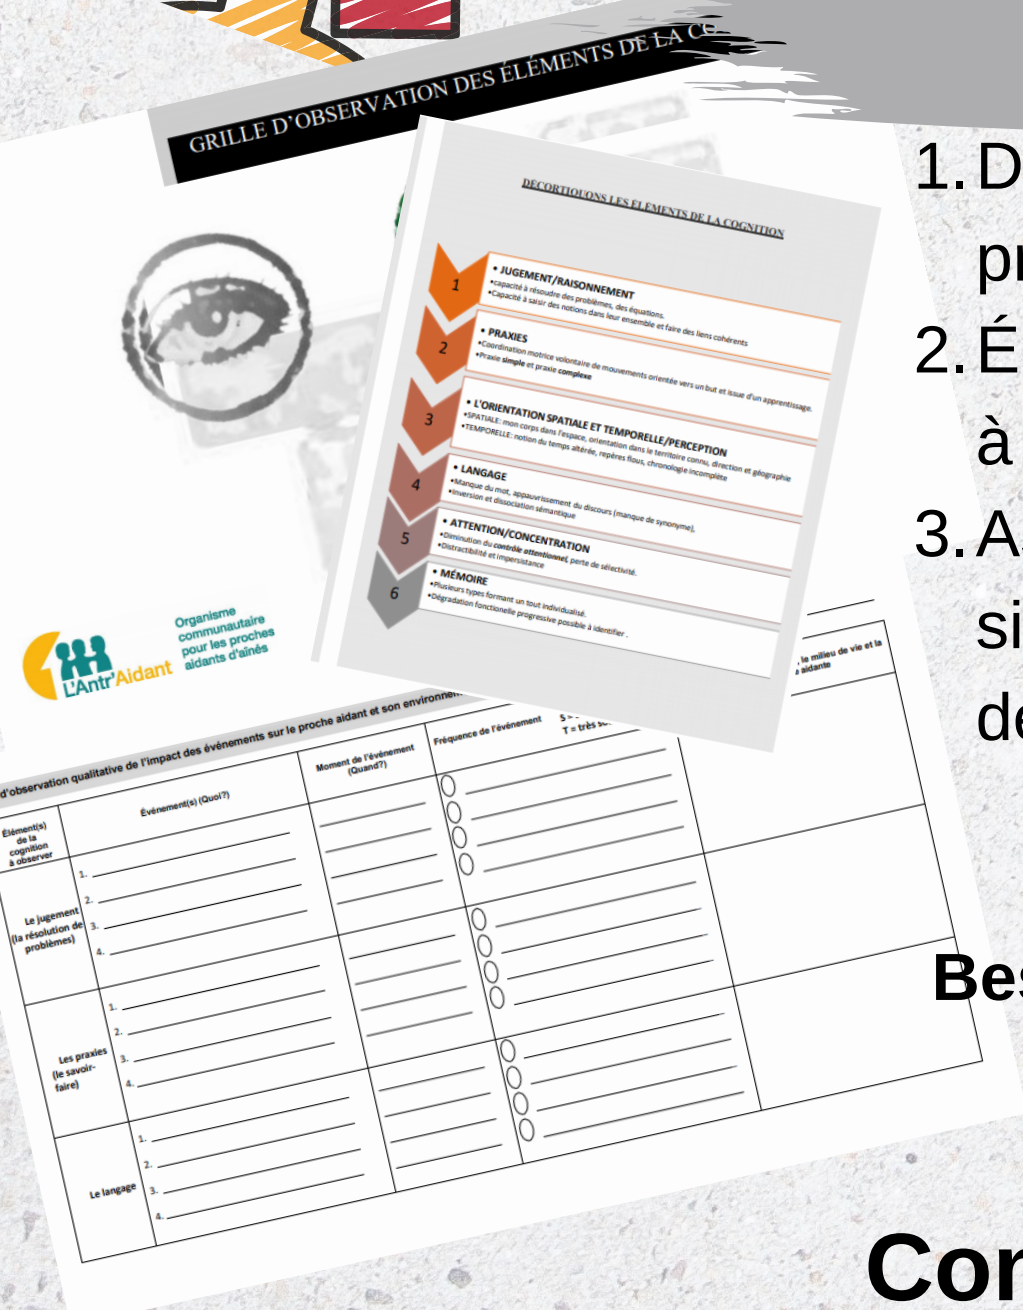 GRILLE D'OBSERVATION DES ÉLÉMENTS DE LA CO
DÉCORTIQUONS LES ÉLÉMENTS DE LA COGNITION
1
• JUGEMENT/RAISONNEMENT
•capacité à résoudre des problèmes, des équations.
•Capacité à saisir des notions dans leur ensemble et faire des liens cohérents
2
• PRAXIES
•Coordination motrice volontaire de mouvements orientée vers un but et issue d'un apprentissage.
•Praxie simple et praxie complexe
3
• L'ORIENTATION SPATIALE ET TEMPORELLE/PERCEPTION
•SPATIALE: mon corps dans l'espace, orientation dans le territoire connu, direction et géographie
•TEMPORELLE: notion du temps altérée, repères flous, chronologie incomplète
4
• LANGAGE
•Manque du mot, appauvrissement du discours (manque de synonyme),
•Inversion et dissociation sémantique
5
• ATTENTION/CONCENTRATION
•Diminution du contrôle attentionnel, perte de sélectivité.
•Distractibilité et impersistance
6
• MÉMOIRE
•Plusieurs types formant un tout individualisé.
•Dégradation fonctionelle progressive possible à identifier .
L'Antr'Aidant
Organisme
communautaire
pour les proches
aidants d'aînés
d'observation qualitative de l'impact des événements sur le proche aidant et son environnem
Élément(s)
de la
cognition
à observer
Événement(s) (Quoi?)
Moment de l'événement
(Quand?)
Fréquence de l'événement
S =
T = très so
, le milieu de vie et la
aidante
Le jugement
(la résolution de
problèmes)
1.
2.
3.
4.
Les praxies
(le savoir-
faire)
1.
2.
3.
4.
Le langage
1.
2.
3.
4.
1. D
pr
2. É
à
3. A
si
de
Bes
Cor